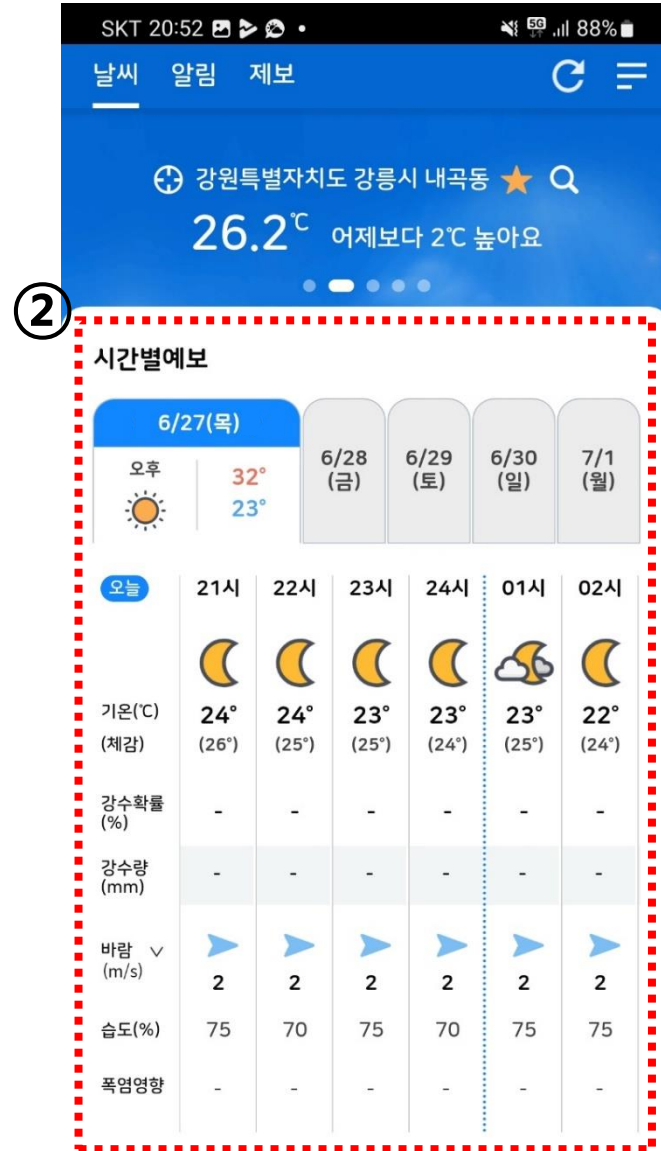 SKT 20:52 • 5G 88%
날씨 알림 제보
강원특별자치도 강릉시 내곡동
26.2℃ 어제보다 2℃ 높아요
②
시간별예보
6/27(목)
오후 32°
23°
6/28
(금)
6/29
(토)
6/30
(일)
7/1
(월)
오늘 21시 22시 23시 24시 01시 02시
기온(℃) 24° 24° 23° 23° 23° 22°
(체감) (26°) (25°) (25°) (24°) (25°) (24°)
강수확률
(%) - - - - - -
강수량
(mm) - - - - - -
바람
(m/s) 2 2 2 2 2 2
습도(%) 75 70 75 70 75 75
폭염영향 - - - - - -